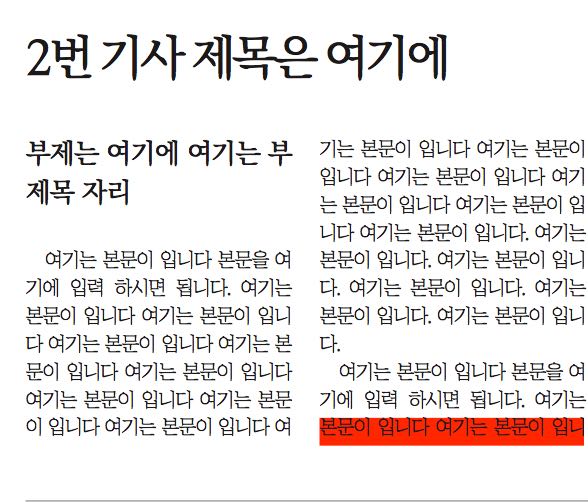 2번 기사 제목은 여기에
부제는 여기에 여기는 부
제목 자리
여기는 본문이 입니다 본문을 여
기에 입력 하시면 됩니다. 여기는
본문이 입니다 여기는 본문이 입니
다 여기는 본문이 입니다 여기는 본
문이 입니다 여기는 본문이 입니다
여기는 본문이 입니다 여기는 본문
이 입니다 여기는 본문이 입니다 여
기는 본문이 입니다 여기는 본문이
입니다 여기는 본문이 입니다 여기
는 본문이 입니다 여기는 본문이 입
니다 여기는 본문이 입니다. 여기는
본문이 입니다. 여기는 본문이 입니
다. 여기는 본문이 입니다. 여기는
본문이 입니다. 여기는 본문이 입니
다.
여기는 본문이 입니다 본문을 여
기에 입력 하시면 됩니다. 여기는
본문이 입니다 여기는 본문이 입니